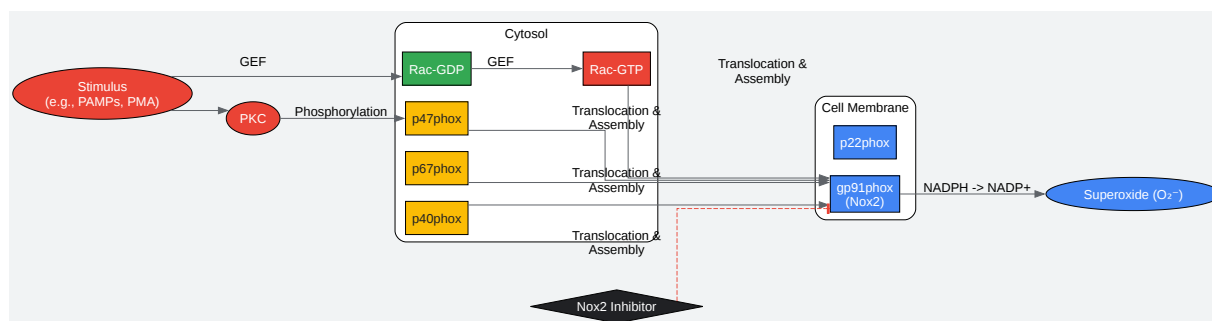 Cytosol
GEF
Rac-GDP
GEF
Rac-GTP
Translocation &
Assembly
Stimulus
(e.g., PAMPs, PMA)
PKC
Phosphorylation
p47phox
Translocation &
Assembly
Cell Membrane
p22phox
p67phox
Translocation &
Assembly
gp91phox
(Nox2)
NADPH -> NADP+
Superoxide (O₂⁻)
p40phox
Translocation &
Assembly
Nox2 Inhibitor